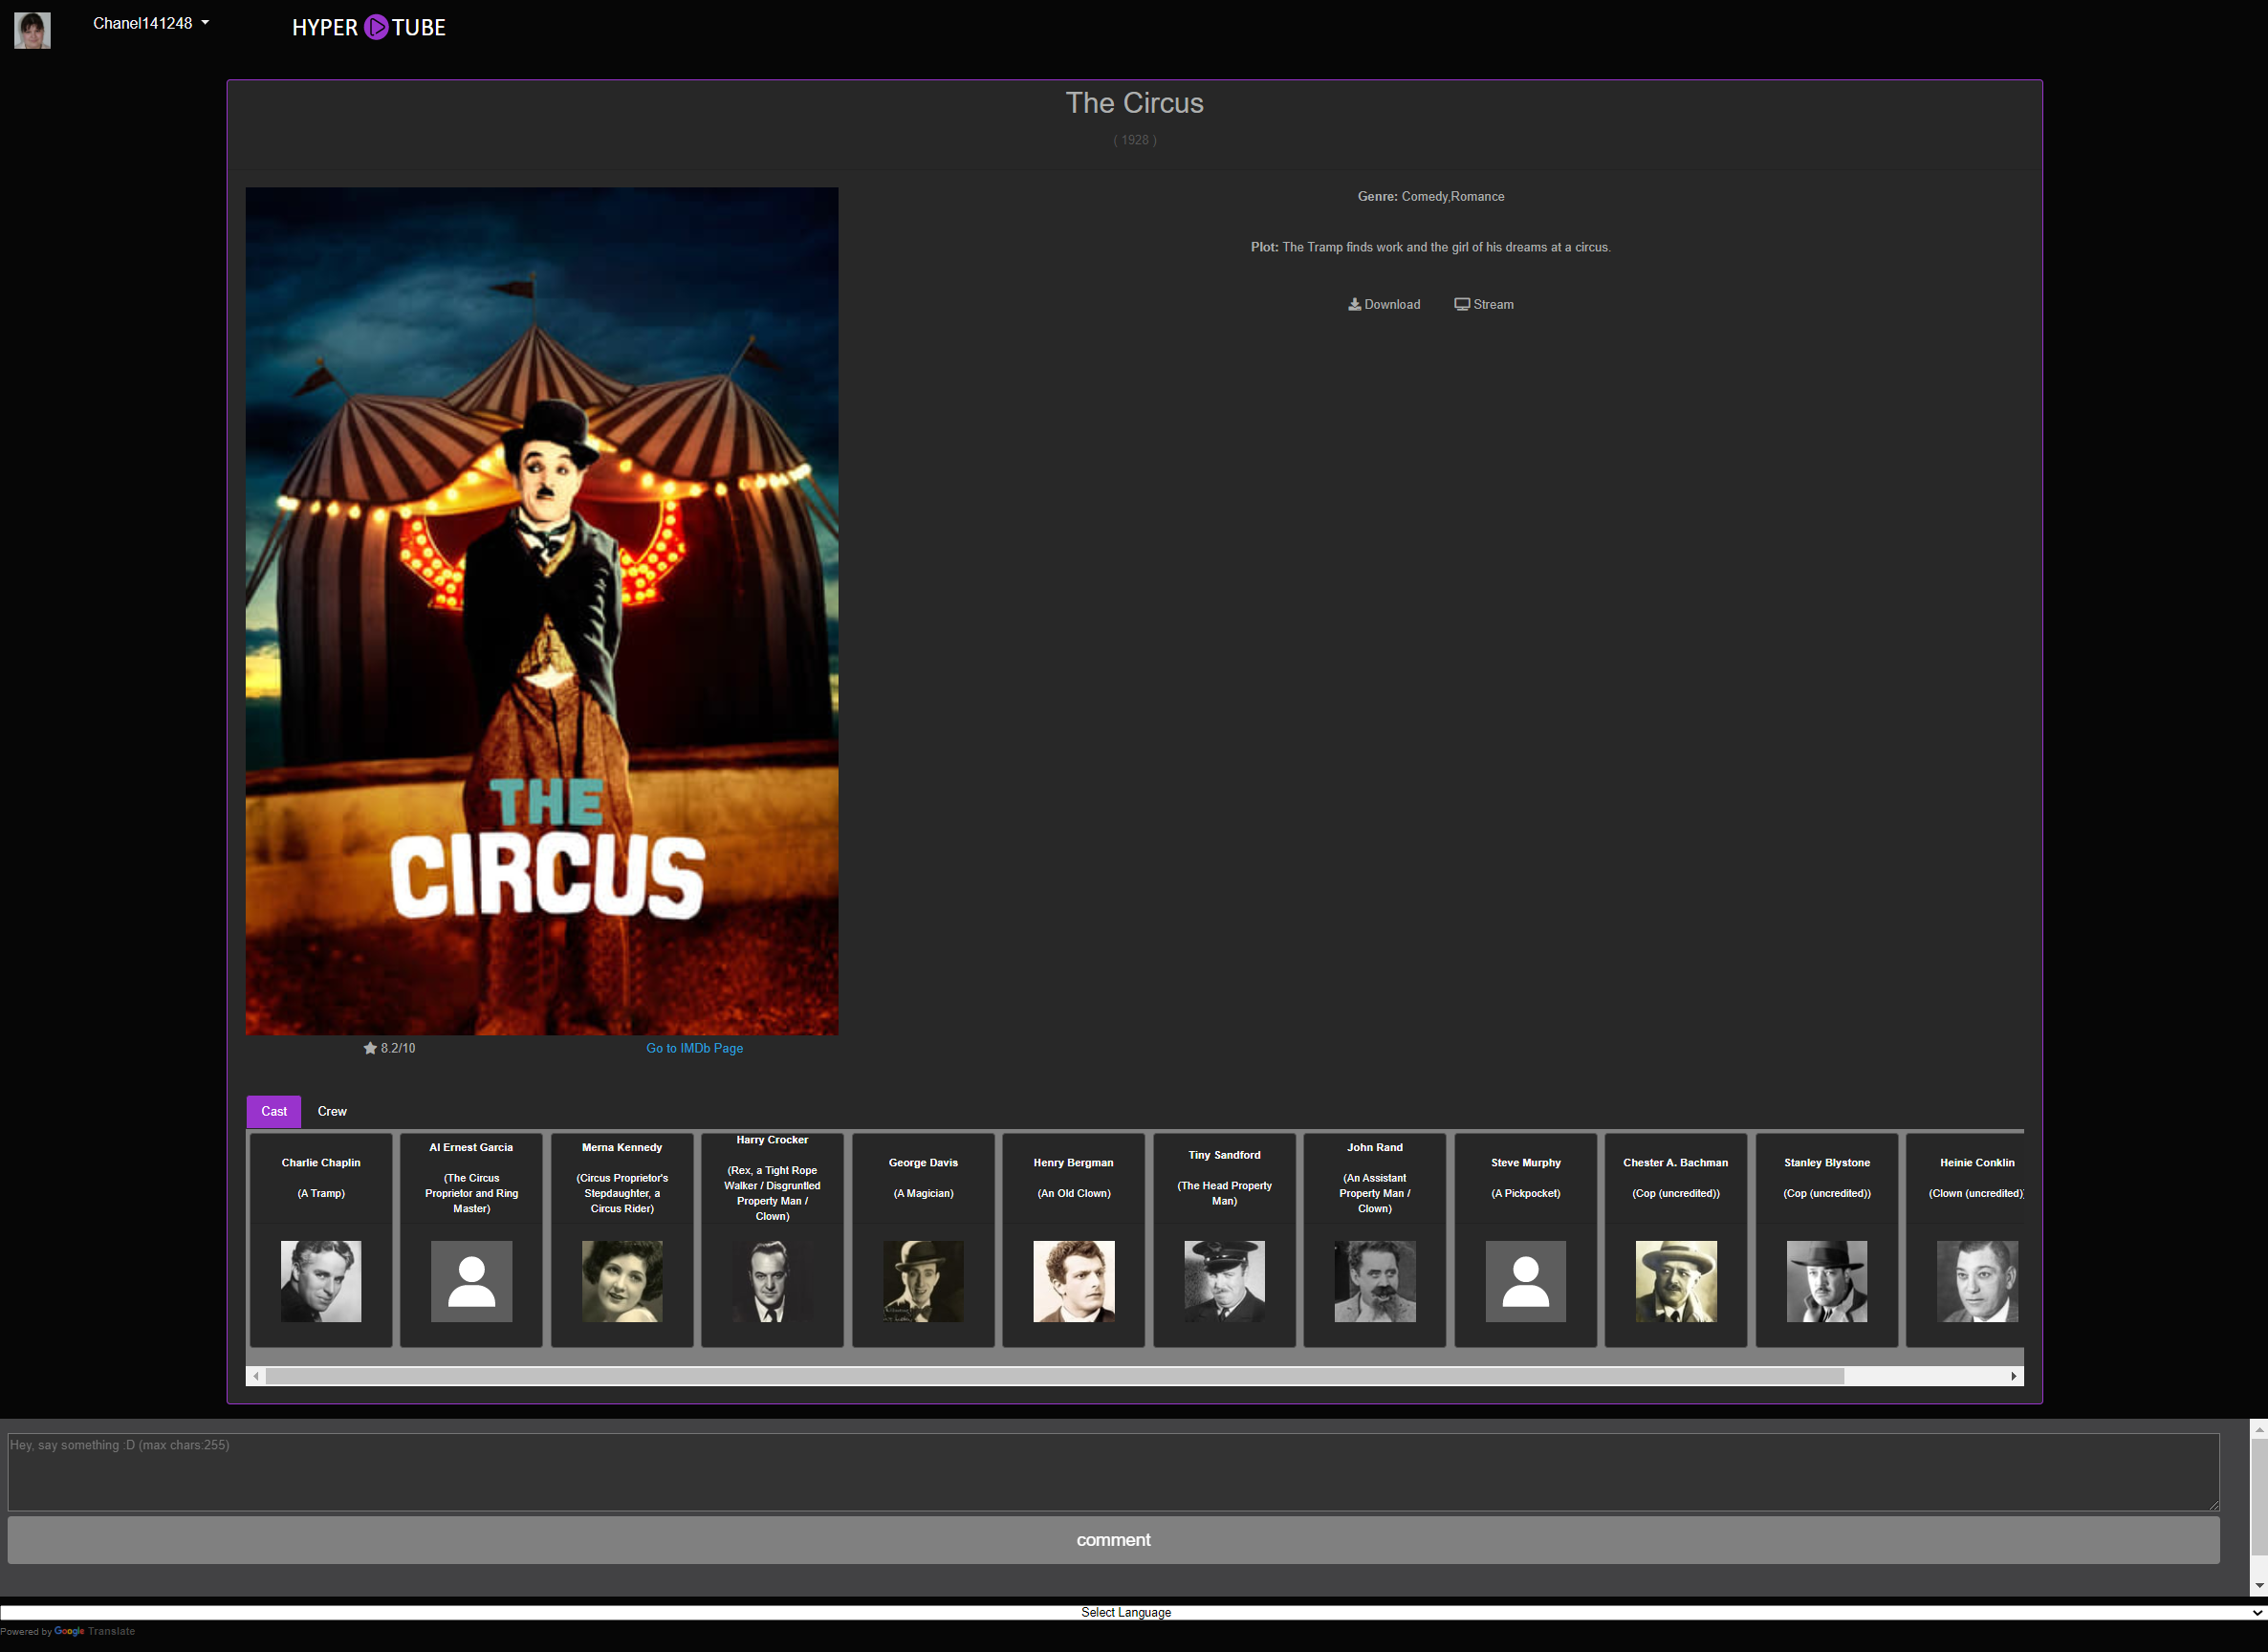 Chanel141248
HYPER TUBE
The Circus
( 1928 )
Genre: Comedy,Romance
Plot: The Tramp finds work and the girl of his dreams at a circus.
Download Stream
THE
CIRCUS
8.2/10 Go to IMDb Page
Cast Crew
Charlie Chaplin
(A Tramp)
Al Ernest Garcia
(The Circus
Proprietor and Ring
Master)
Merna Kennedy
(Circus Proprietor's
Stepdaughter, a
Circus Rider)
Harry Crocker
(Rex, a Tight Rope
Walker / Disgruntled
Property Man /
Clown)
George Davis
(A Magician)
Henry Bergman
(An Old Clown)
Tiny Sandford
(The Head Property
Man)
John Rand
(An Assistant
Property Man /
Clown)
Steve Murphy
(A Pickpocket)
Chester A. Bachman
(Cop (uncredited))
Stanley Blystone
(Cop (uncredited))
Heinie Conklin
(Clown (uncredited)
Hey, say something :D (max chars:255)
comment
Select Language
Powered by Google Translate